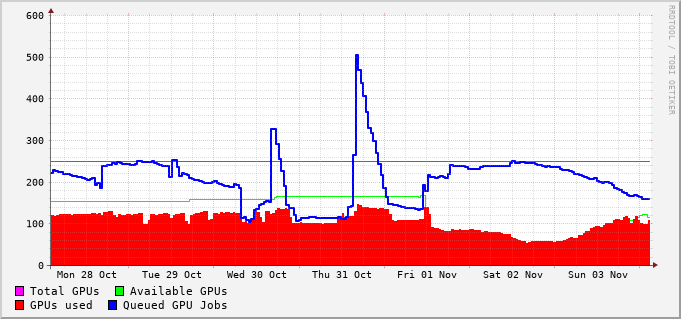 600
500
400
300
200
100
0
Mon 28 Oct Tue 29 Oct Wed 30 Oct Thu 31 Oct Fri 01 Nov Sat 02 Nov Sun 03 Nov
Total GPUs Available GPUs
GPUs used Queued GPU Jobs
RRDTOOL / TOBI OETIKER